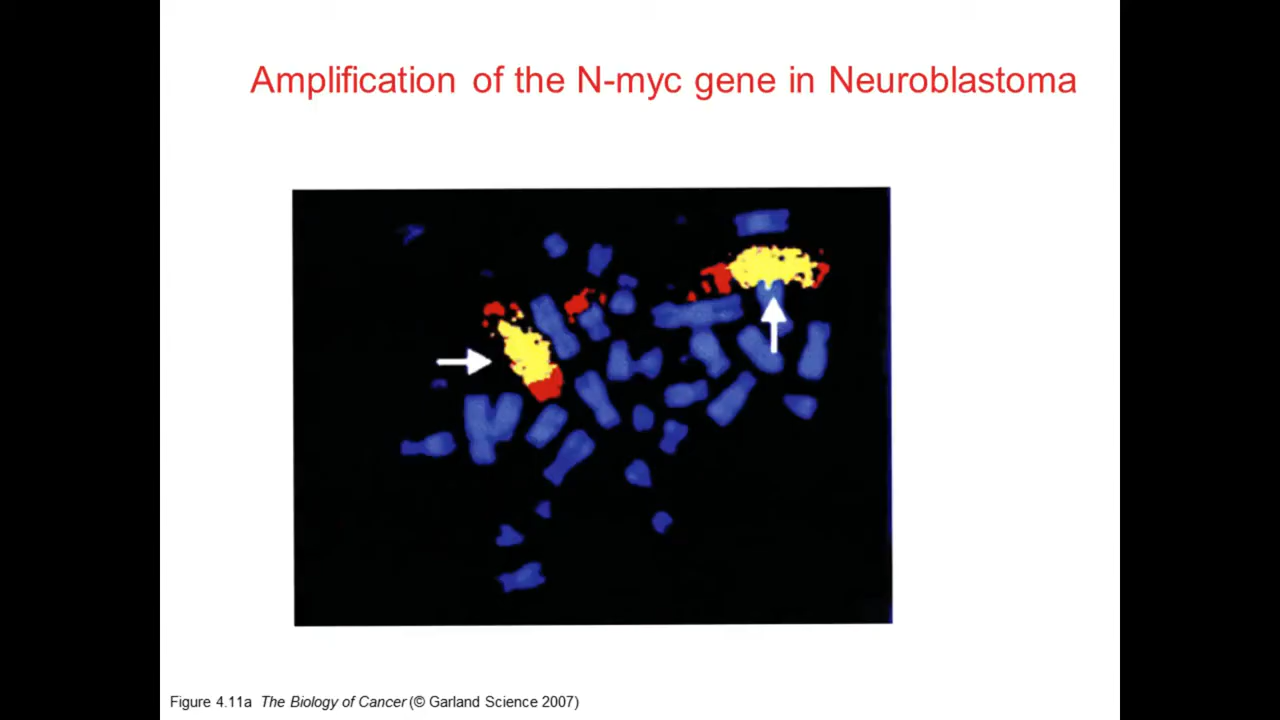 Amplification of the N-myc gene in Neuroblastoma
Figure 4.11a The Biology of Cancer (© Garland Science 2007)